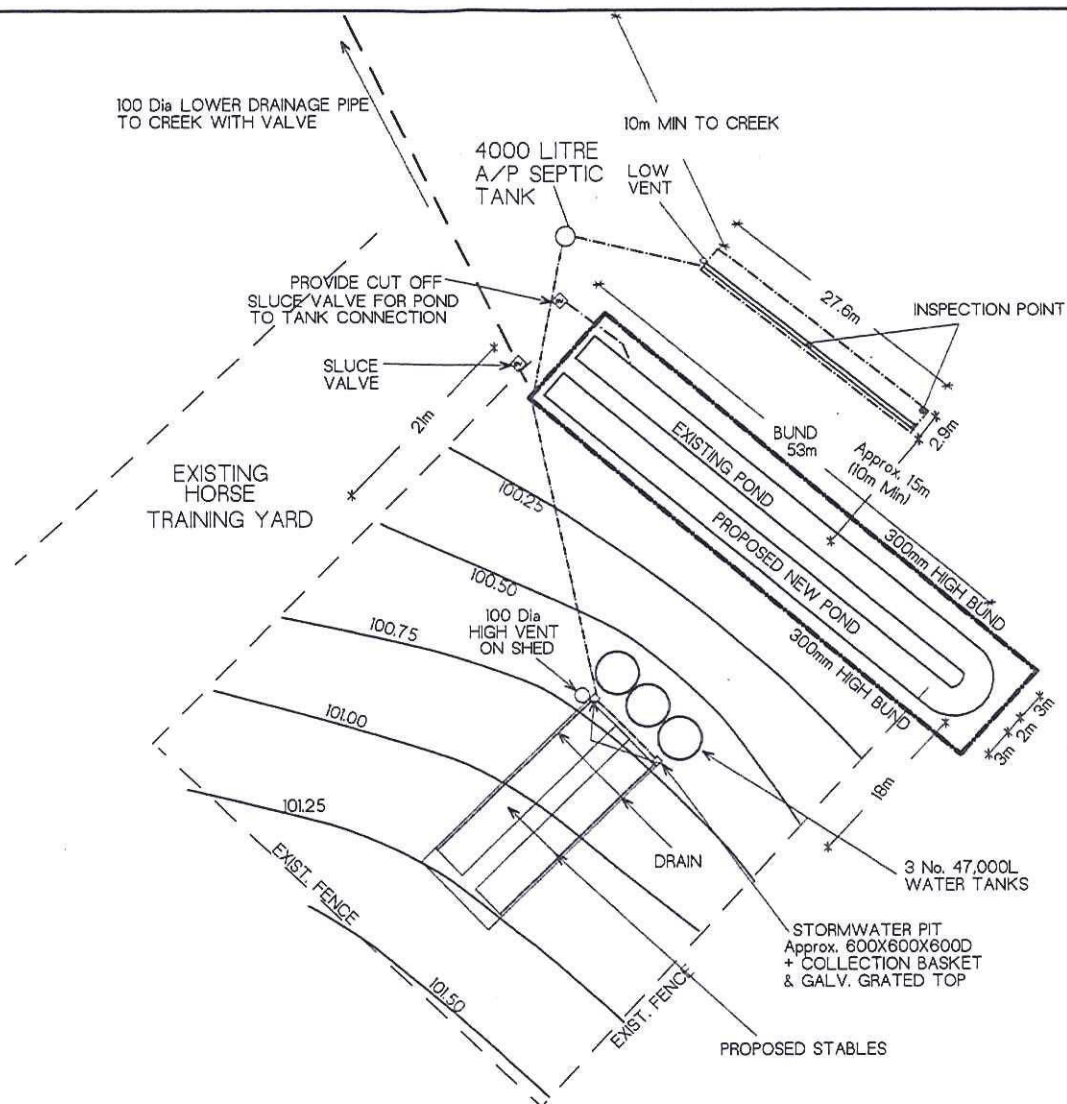 100 Dia LOWER DRAINAGE PIPE
TO CREEK WITH VALVE
10m MIN TO CREEK
4000 LITRE
A/P SEPTIC
TANK
LOW
VENT
PROVIDE CUT OFF
SLUCE VALVE FOR POND
TO TANK CONNECTION
27.6m
INSPECTION POINT
SLUCE
VALVE
21m
2.9m
BUND
53m
Approx. 15m
(10m Min)
EXISTING POND
EXISTING
HORSE
TRAINING YARD
100.25
PROPOSED NEW POND
300mm HIGH BUND
100.50
100 Dia
HIGH VENT
ON SHED
100.75
300mm HIGH BUND
101.00
3m
2m
3m
18m
101.25
DRAIN
3 No. 47,000L
WATER TANKS
EXIST. FENCE
STORMWATER PIT
Approx. 600X600X600D
+ COLLECTION BASKET
& GALV. GRATED TOP
101.50
EXIST. FENCE
PROPOSED STABLES